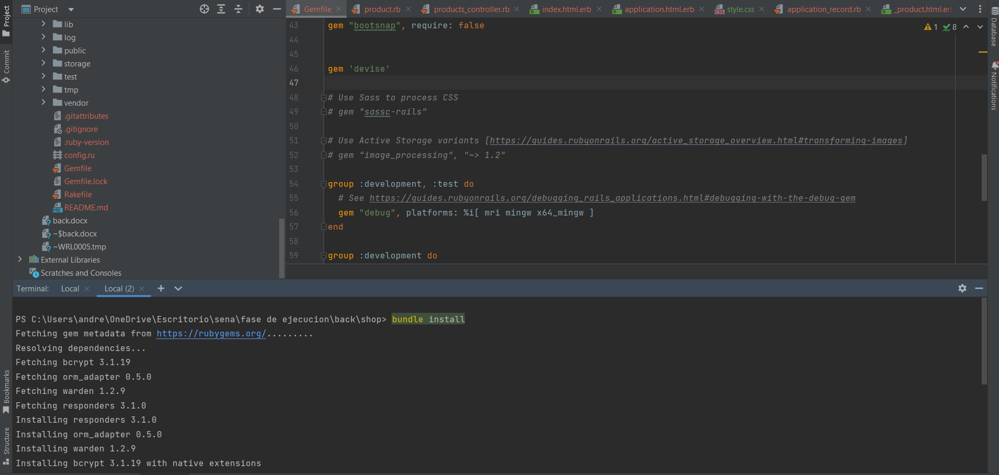 Project
Gemfile
product.rb
products_controller.rb
index.html.erb
application.html.erb
style.css
application_record.rb
_product.html.er
Project
Commit
Bookmarks
Structure
lib
log
public
storage
test
tmp
vendor
.gitattributes
.gitignore
.ruby-version
config.ru
Gemfile
Gemfile.lock
Rakefile
README.md
back.docx
~$back.docx
~WRL0005.tmp
External Libraries
Scratches and Consoles
43 gem "bootsnap", require: false
44
45
46 gem 'devise'
47
48 # Use Sass to process CSS
49 # gem "sassc-rails"
50
51 # Use Active Storage variants [https://guides.rubyonrails.org/active_storage_overview.html#transforming-images]
52 # gem "image_processing", "~> 1.2"
53
54 group :development, :test do
55 # See https://guides.rubyonrails.org/debugging_rails_applications.html#debugging-with-the-debug-gem
56 gem "debug", platforms: %i[ mri mingw x64_mingw ]
57 end
58
59 group :development do
1 8
Database
Notifications
Terminal: Local Local (2)
PS C:\Users\andre\OneDrive\Escritorio\sena\fase de ejecucion\back\shop> bundle install
Fetching gem metadata from https://rubygems.org/.........
Resolving dependencies...
Fetching bcrypt 3.1.19
Fetching orm_adapter 0.5.0
Fetching warden 1.2.9
Fetching responders 3.1.0
Installing responders 3.1.0
Installing orm_adapter 0.5.0
Installing warden 1.2.9
Installing bcrypt 3.1.19 with native extensions